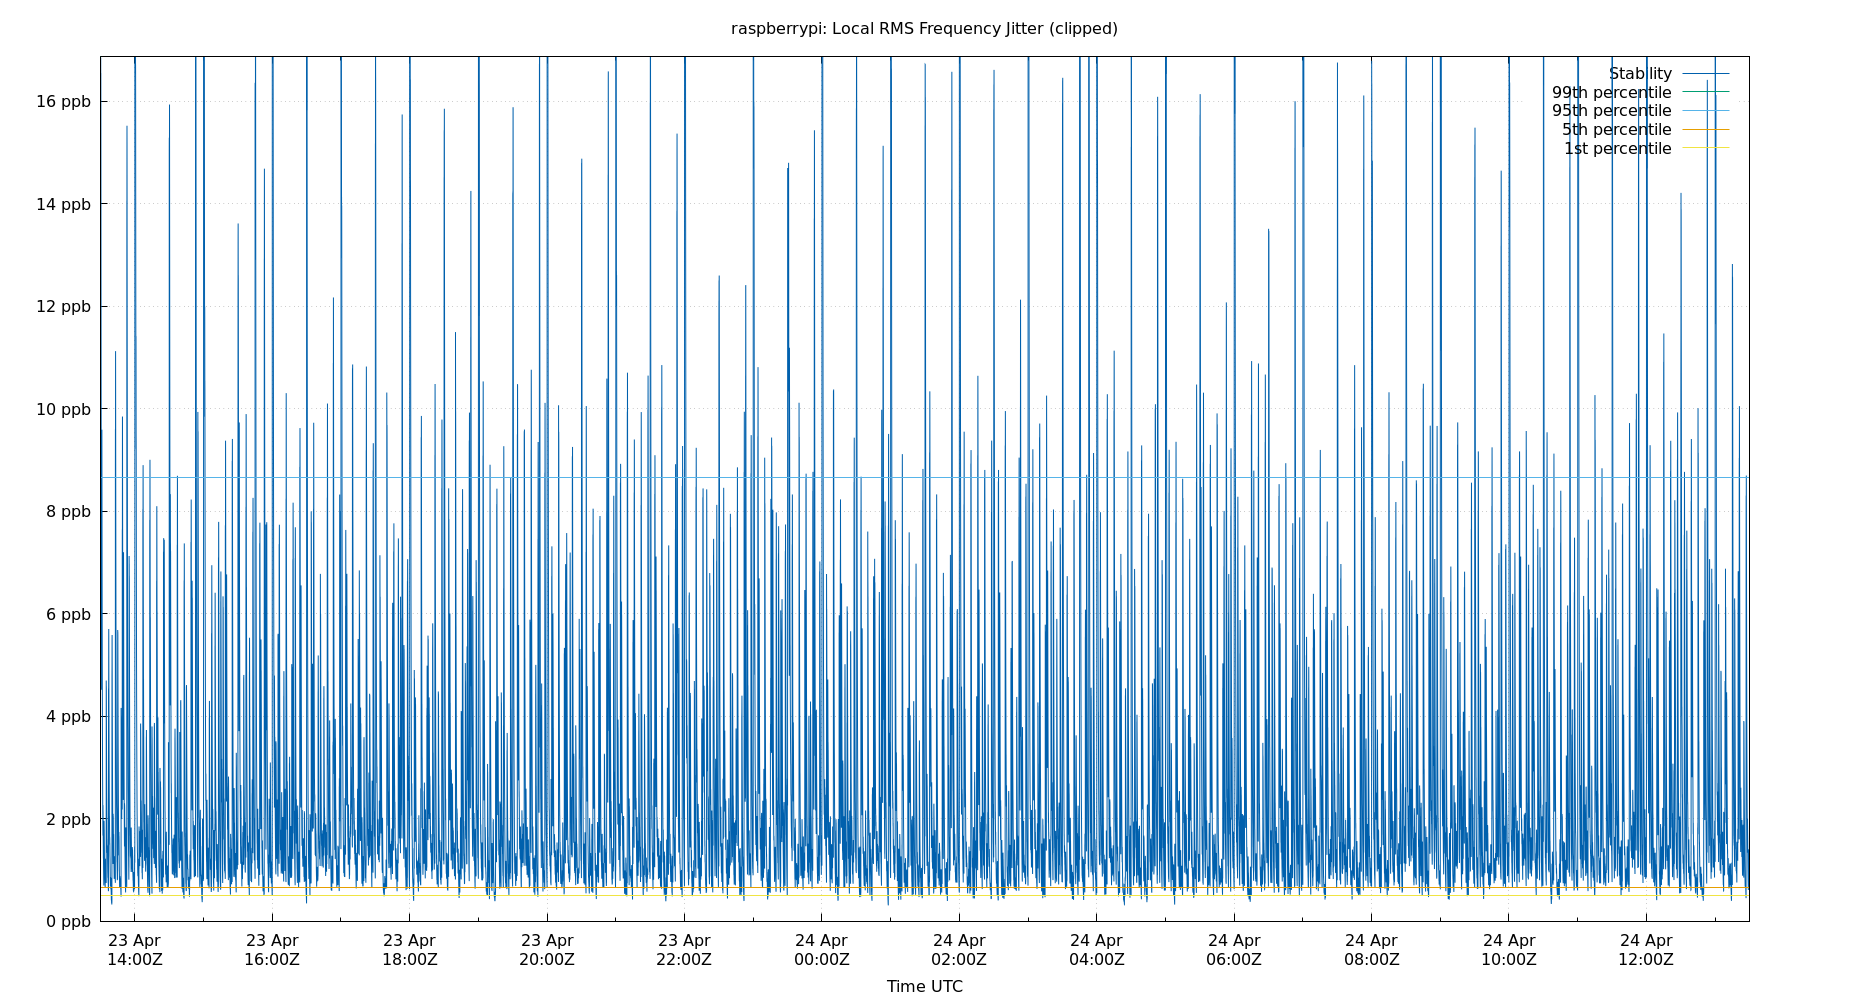 raspberrypi: Local RMS Frequency Jitter (clipped)
Stability
99th percentile
95th percentile
5th percentile
1st percentile
16 ppb
14 ppb
12 ppb
10 ppb
8 ppb
6 ppb
4 ppb
2 ppb
0 ppb
23 Apr 23 Apr 23 Apr 23 Apr 23 Apr 24 Apr 24 Apr 24 Apr 24 Apr 24 Apr 24 Apr 24 Apr
14:00Z 16:00Z 18:00Z 20:00Z 22:00Z 00:00Z 02:00Z 04:00Z 06:00Z 08:00Z 10:00Z 12:00Z
Time UTC